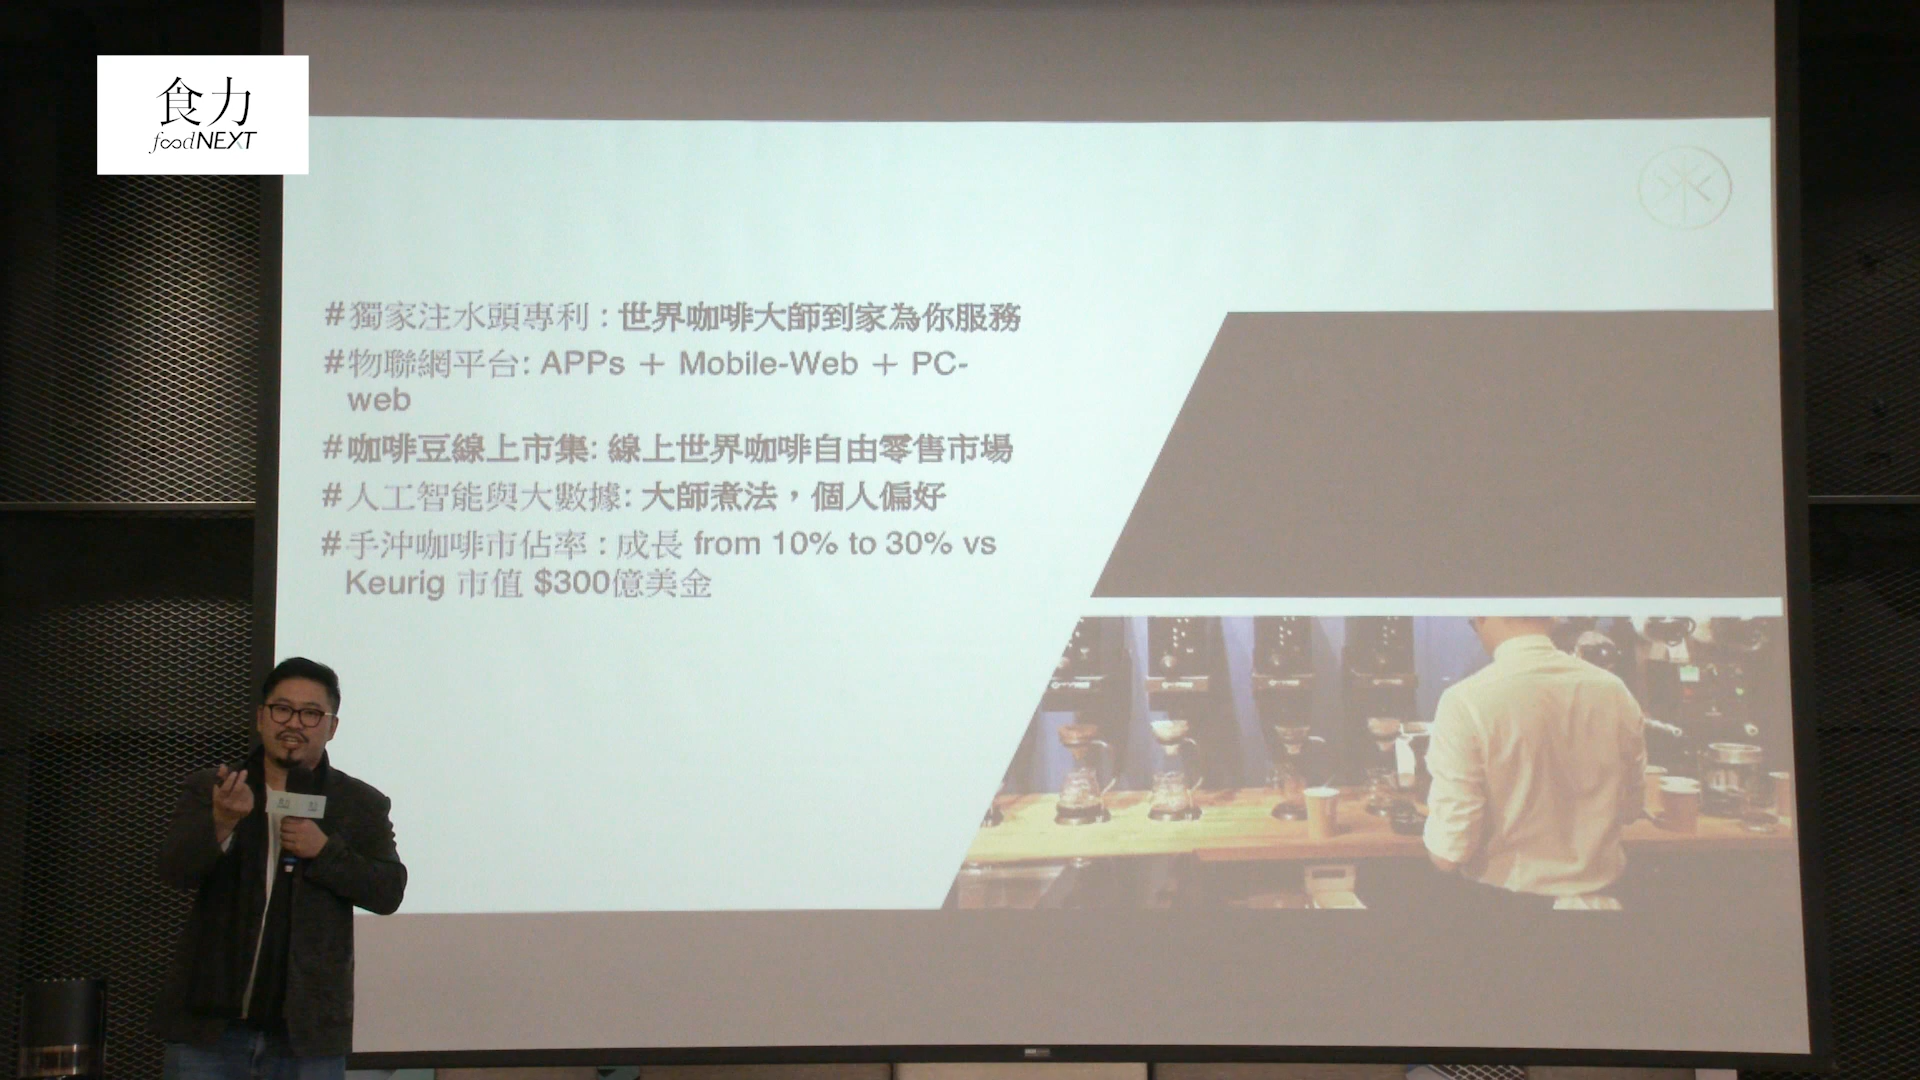 食力
foodNEXT
#獨家注水頭專利 : 世界咖啡大師到家為你服務
#物聯網平台: APPs ＋ Mobile-Web ＋ PC-
web
#咖啡豆線上市集: 線上世界咖啡自由零售市場
#人工智能與大數據: 大師煮法，個人偏好
#手沖咖啡市佔率 : 成長 from 10% to 30% vs
Keurig 市值 $300億美金